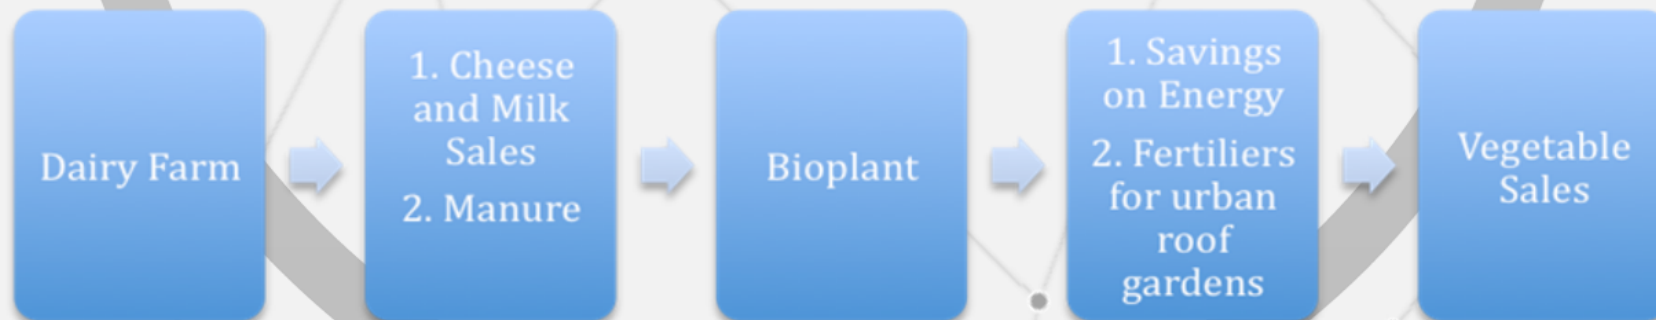 Dairy Farm
1. Cheese
and Milk
Sales
2. Manure
Bioplant
1. Savings
on Energy
2. Fertiliers
for urban
roof
gardens
Vegetable
Sales